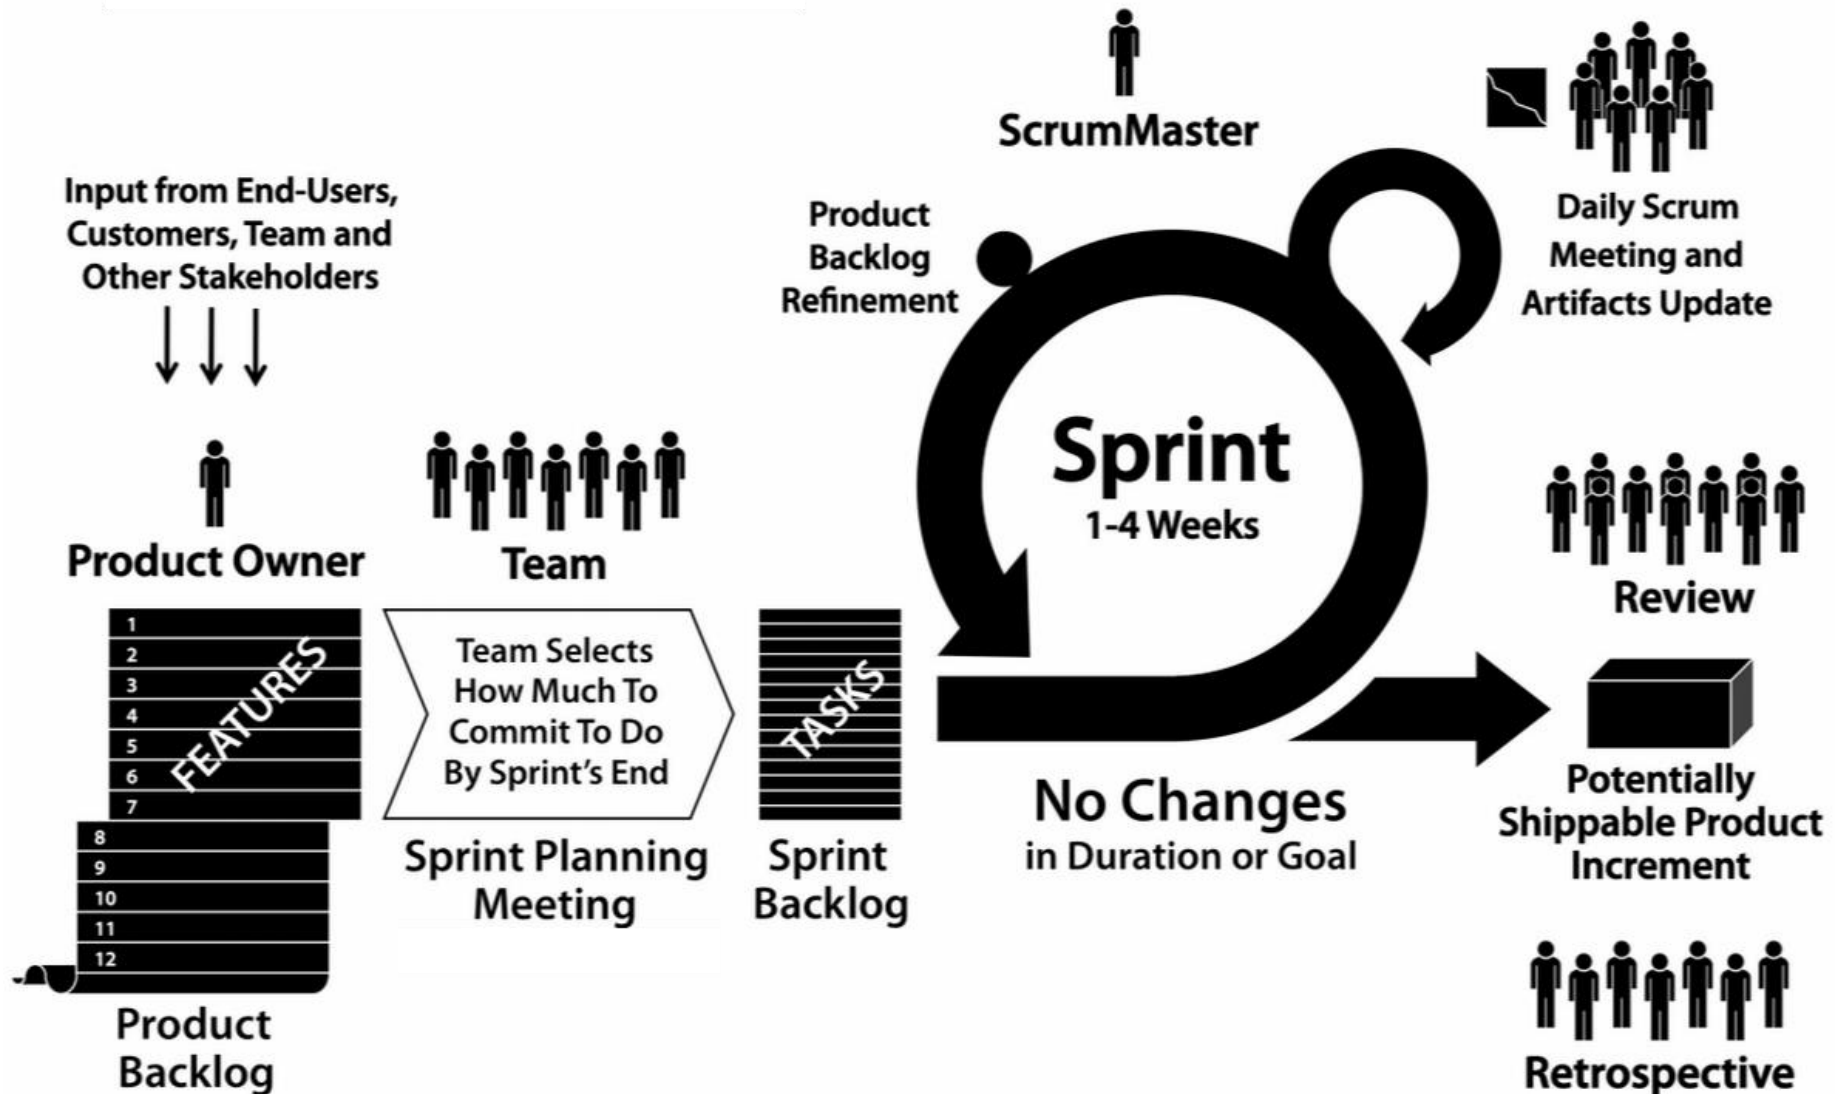 ScrumMaster
Input from End-Users,
Customers, Team and
Other Stakeholders
Product
Backlog
Refinement
Daily Scrum
Meeting and
Artifacts Update
Product Owner
Team
Sprint
1-4 Weeks
Review
1
2
3
4
5
6
7
FEATURES
8
9
10
11
12
Product
Backlog
Team Selects
How Much To
Commit To Do
By Sprint's End
Sprint Planning
Meeting
TASKS
Sprint
Backlog
No Changes
in Duration or Goal
Potentially
Shippable Product
Increment
Retrospective